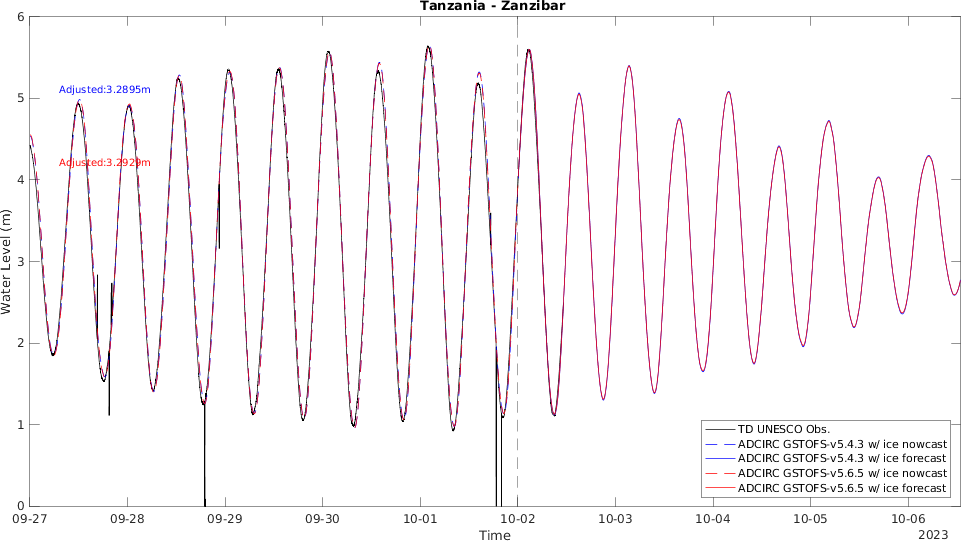 Tanzania - Zanzibar
6
5
4
3
2
1
0
Water Level (m)
Adjusted:3.2895m
Adjusted:3.2929m
TD UNESCO Obs.
ADCIRC GSTOFS-v5.4.3 w/ ice nowcast
ADCIRC GSTOFS-v5.4.3 w/ ice forecast
ADCIRC GSTOFS-v5.6.5 w/ ice nowcast
ADCIRC GSTOFS-v5.6.5 w/ ice forecast
09-27 09-28 09-29 09-30 10-01 10-02 10-03 10-04 10-05 10-06
Time
2023